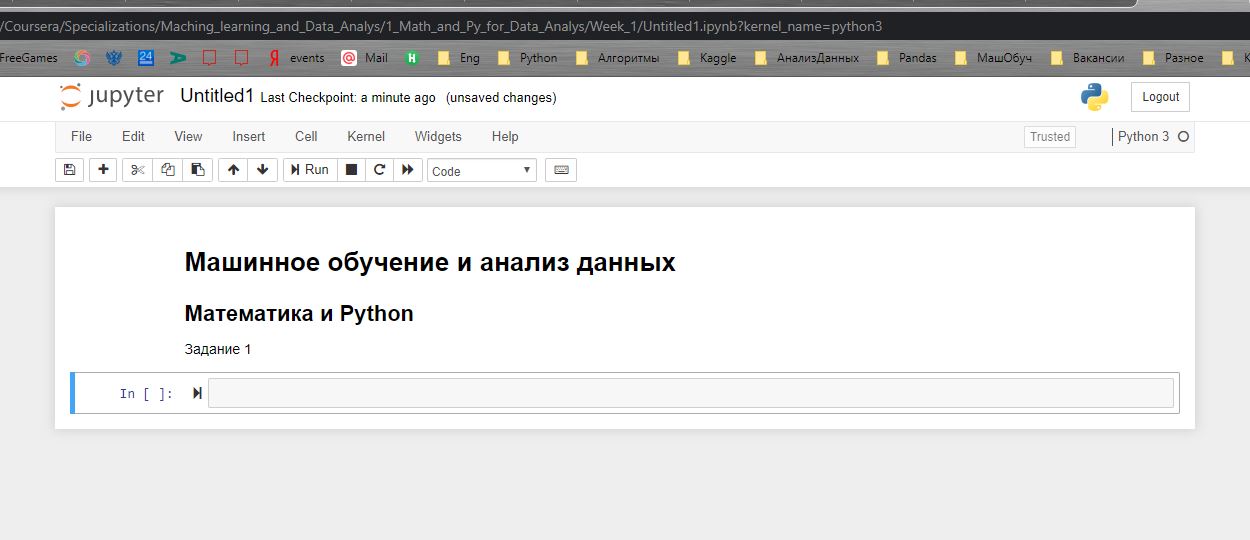 /Coursera/Specializations/Maching_learning_and_Data_Analys/1_Math_and_Py_for_Data_Analys/Week_1/Untitled1.ipynb?kernel_name=python3
FreeGames 24 Я events @ Mail H Eng Python Алгоритмы Kaggle АнализДанных Pandas МашОбуч Вакансии Разное К
jupyter Untitled1 Last Checkpoint: a minute ago (unsaved changes) Logout
File Edit View Insert Cell Kernel Widgets Help Trusted Python 3
Run Code
Машинное обучение и анализ данных
Математика и Python
Задание 1
In [ ]: